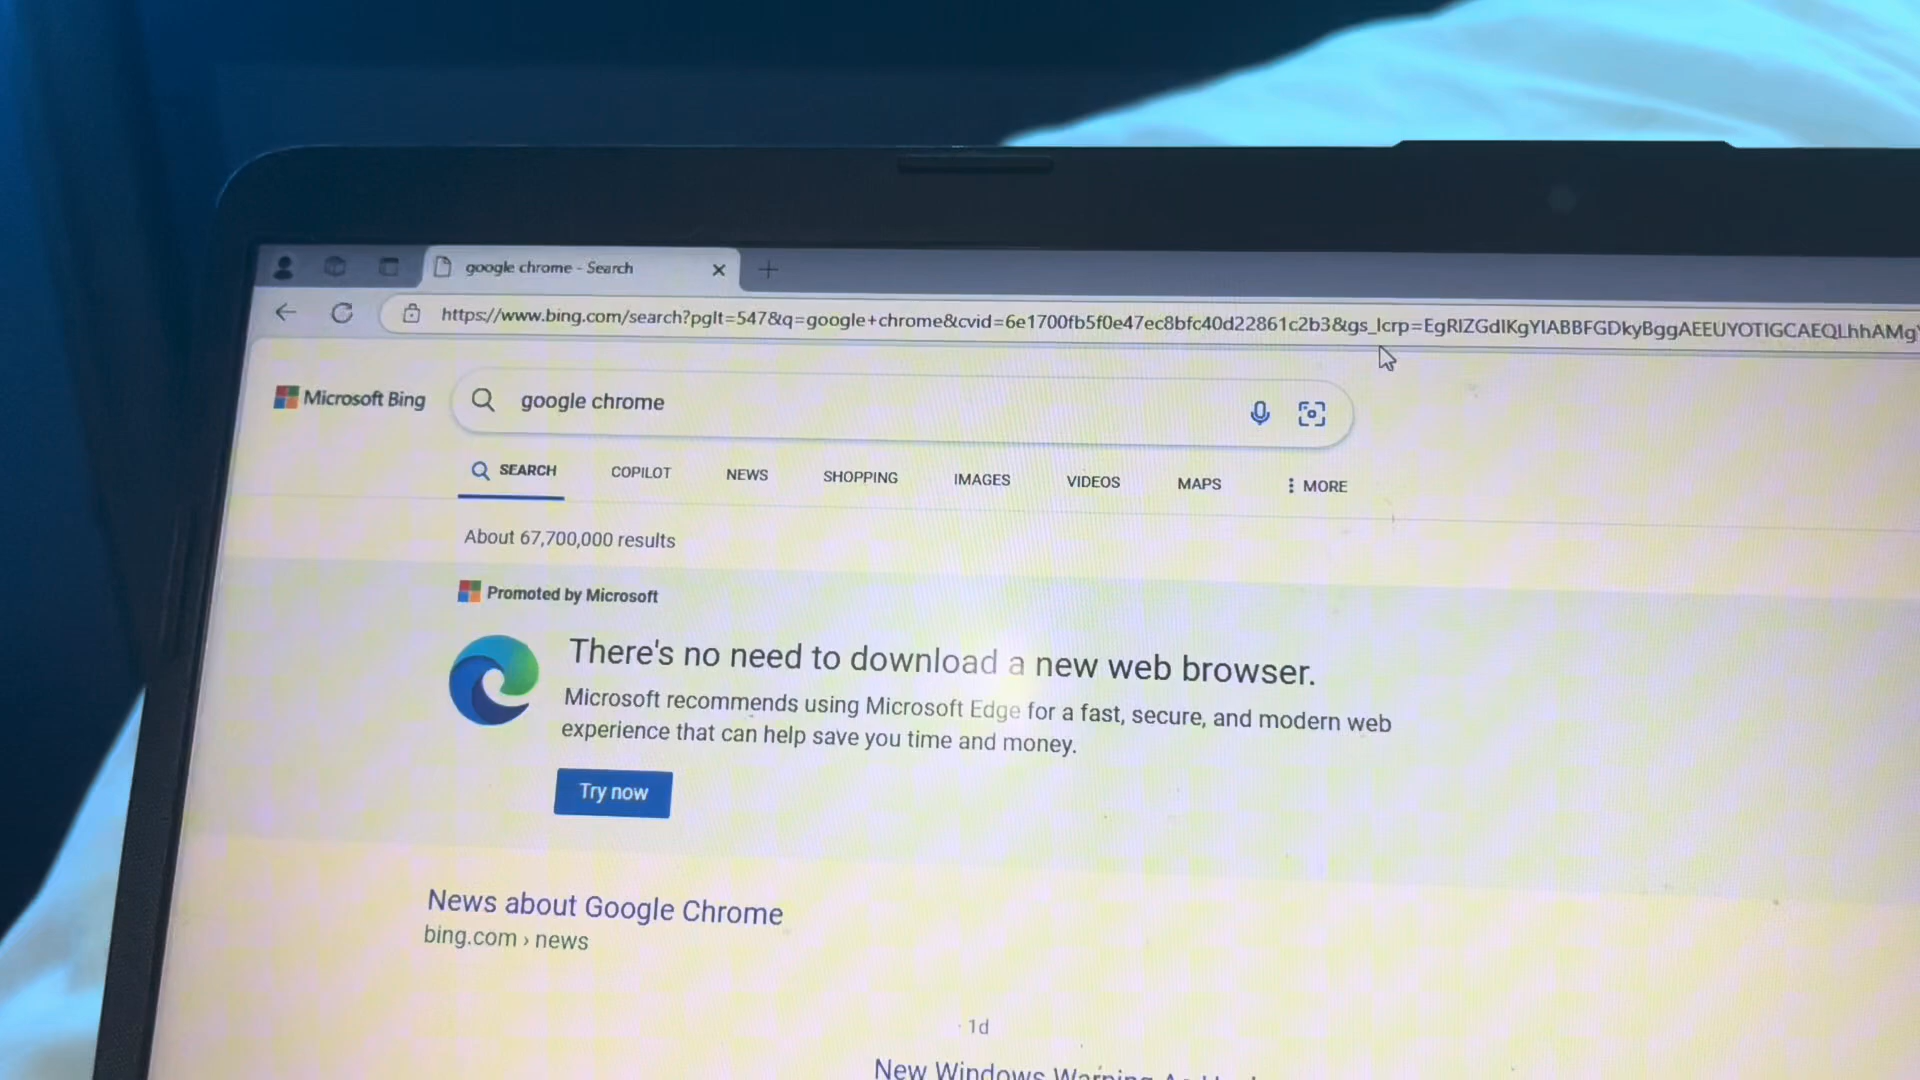 google chrome - Search
https://www.bing.com/search?pglt=547&q=google+chrome&cvid=6e1700fb5f0e47ec8bfc40d22861c2b3&gs_lcrp=EgRlZGdlKgYIABBFGDkyBggAEEUYOTIGCAEQLhhAMgY
Microsoft Bing
google chrome
SEARCH COPILOT NEWS SHOPPING IMAGES VIDEOS MAPS MORE
About 67,700,000 results
Promoted by Microsoft
There's no need to download a new web browser.
Microsoft recommends using Microsoft Edge for a fast, secure, and modern web
experience that can help save you time and money.
Try now
News about Google Chrome
bing.com › news
· 1d
New Windows Warning